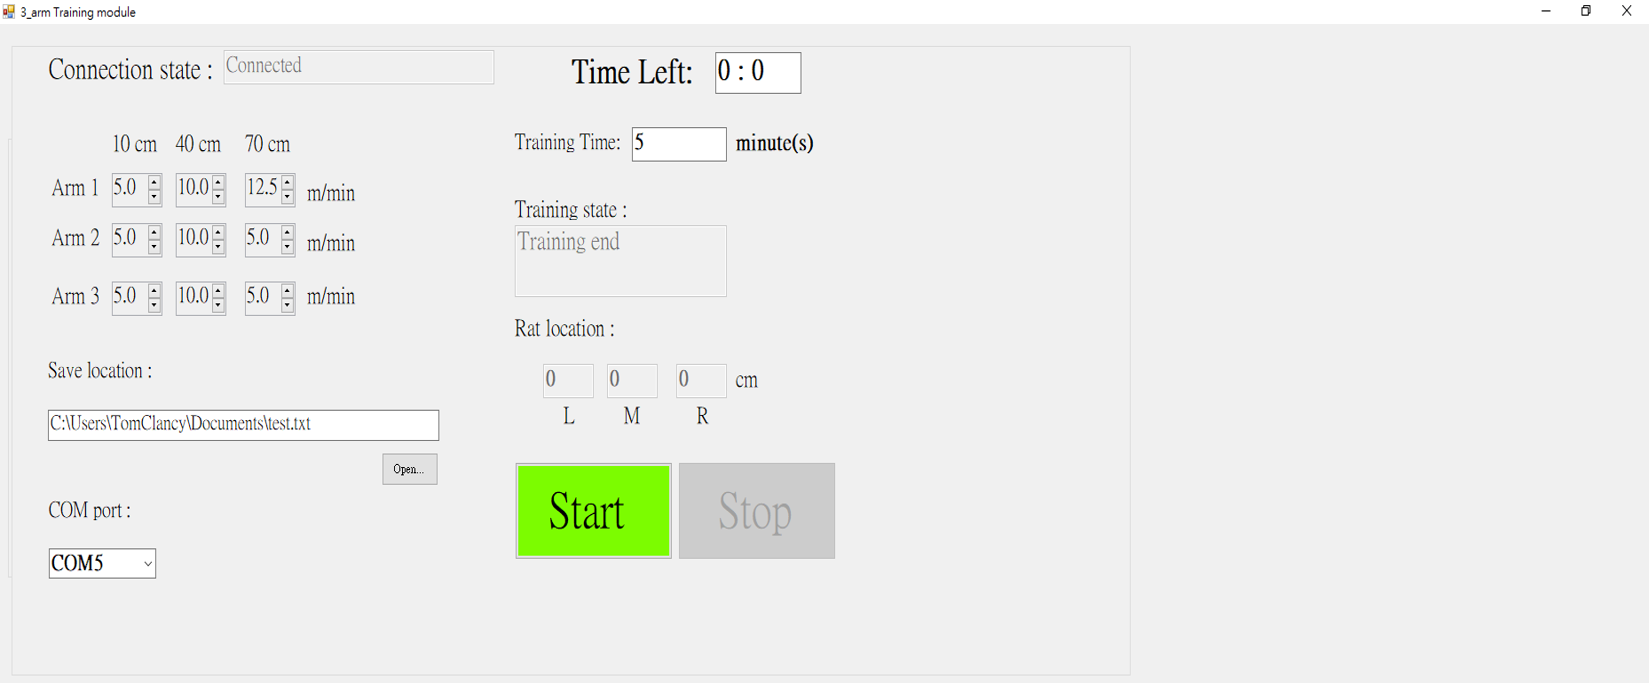 3_arm Training module
Connection state : Connected
Time Left: 0 : 0
10 cm 40 cm 70 cm
Training Time: 5 minute(s)
Arm 1 5.0 10.0 12.5 m/min
Training state :
Arm 2 5.0 10.0 5.0 m/min
Training end
Arm 3 5.0 10.0 5.0 m/min
Rat location :
Save location :
0 0 0 cm
L M R
C:\Users\TomClancy\Documents\test.txt
Open...
Start Stop
COM port :
COM5